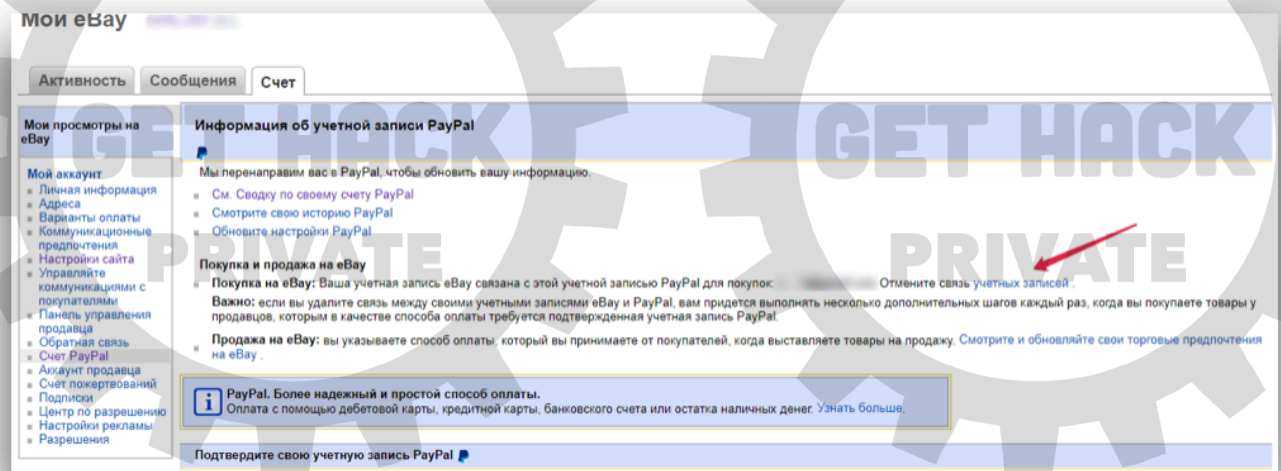 Мой eBay
Активность
Сообщения
Счет
Мои просмотры на
eBay
Мой аккаунт
Личная информация
Адреса
Варианты оплаты
Коммуникационные
предпочтения
Настройки сайта
Управляйте
коммуникациями с
покупателями
Панель управления
продавца
Обратная связь
Счет PayPal
Аккаунт продавца
Счет пожертвований
Подписки
Центр по разрешению
Настройки рекламы
Разрешения
Информация об учетной записи PayPal
Мы перенаправим вас в PayPal, чтобы обновить вашу информацию.
См. Сводку по своему счету PayPal
Смотрите свою историю PayPal
Обновите настройки PayPal
Покупка и продажа на eBay
Покупка на eBay: Ваша учетная запись eBay связана с этой учетной записью PayPal для покупок: Отмените связь учетных записей .
Важно: если вы удалите связь между своими учетными записями eBay и PayPal, вам придется выполнять несколько дополнительных шагов каждый раз, когда вы покупаете товары у
продавцов, которым в качестве способа оплаты требуется подтвержденная учетная запись PayPal.
Продажа на eBay: вы указываете способ оплаты, который вы принимаете от покупателей, когда выставляете товары на продажу. Смотрите и обновляйте свои торговые предпочтения
на eBay .
PayPal. Более надежный и простой способ оплаты.
Оплата с помощью дебетовой карты, кредитной карты, банковского счета или остатка наличных денег. Узнать больше.
Подтвердите свою учетную запись PayPal
GET HACK
PRIVATE
GET HACK
PRIVATE